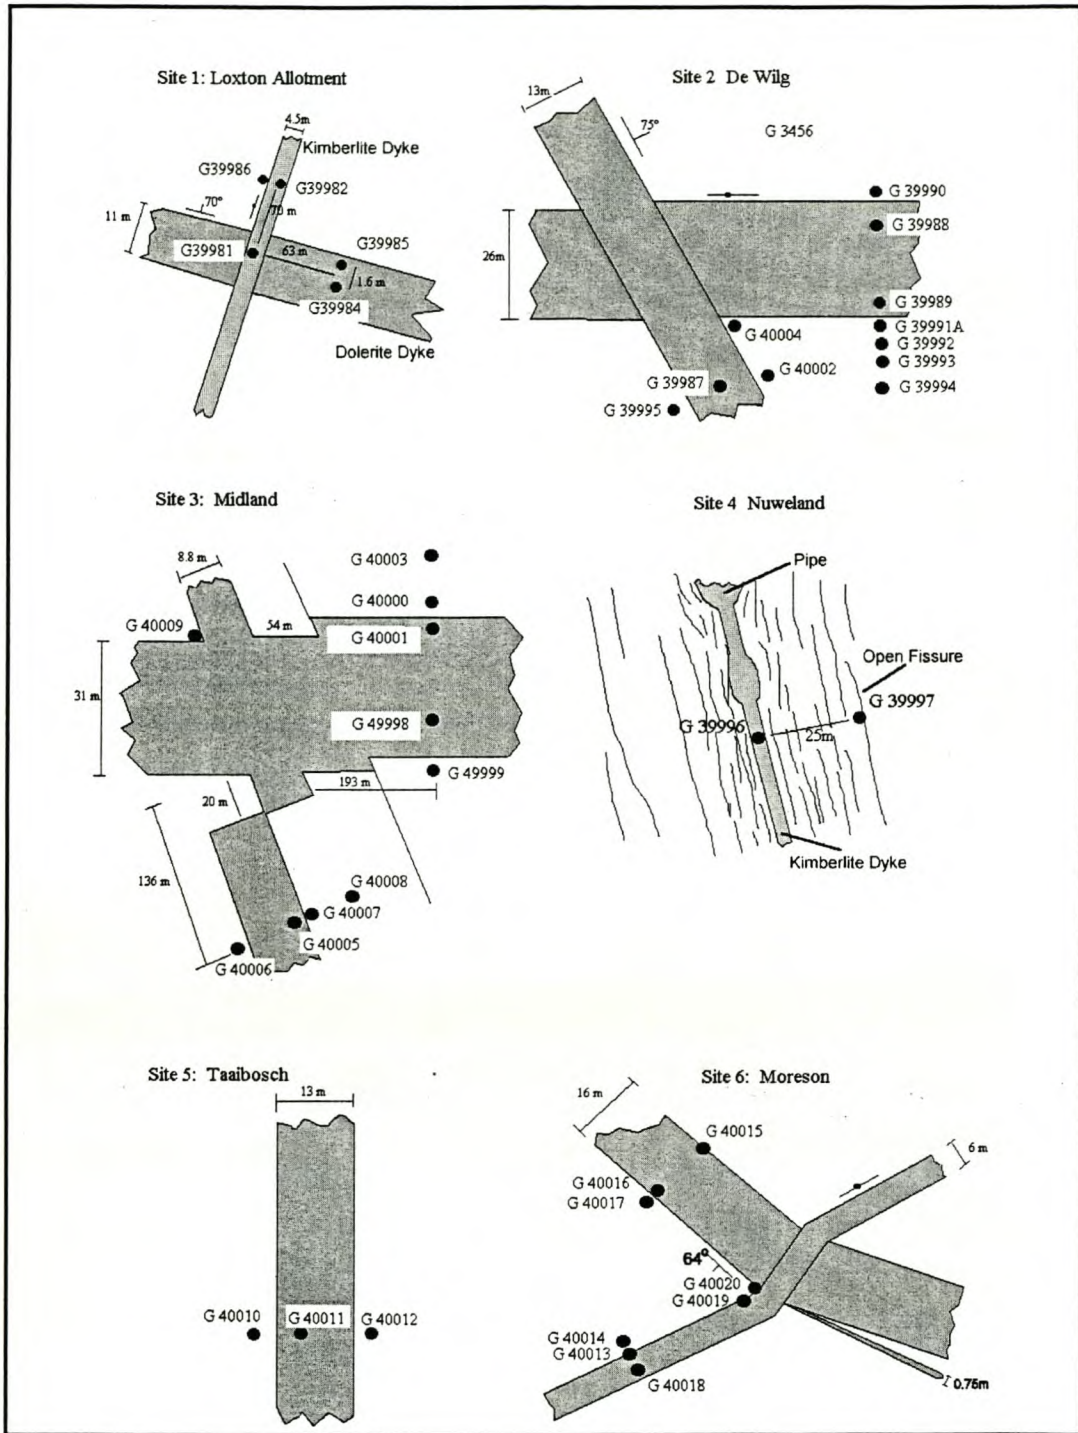 Site 1: Loxton Allotment
4.5m
Kimberlite Dyke
G39986
G39982
70°
70 m
11 m
G39981
63 m
G39985
1.6 m
G39984
Dolerite Dyke
Site 2 De Wilg
13m
75°
G 3456
G 39990
G 39988
26m
G 39989
G 39991A
G 40004
G 39992
G 39993
G 40002
G 39987
G 39994
G 39995
Site 3: Midland
8.8 m
G 40003
G 40000
G 40009
54 m
G 40001
31 m
G 49998
G 49999
193 m
20 m
136 m
G 40008
G 40007
G 40005
G 40006
Site 4 Nuweland
Pipe
Open Fissure
G 39997
G 39996
25m
Kimberlite Dyke
Site 5: Taaibosch
13 m
G 40010
G 40011
G 40012
Site 6: Moreson
16 m
G 40015
6 m
G 40016
G 40017
64°
G 40020
G 40019
G 40014
G 40013
G 40018
0.75m